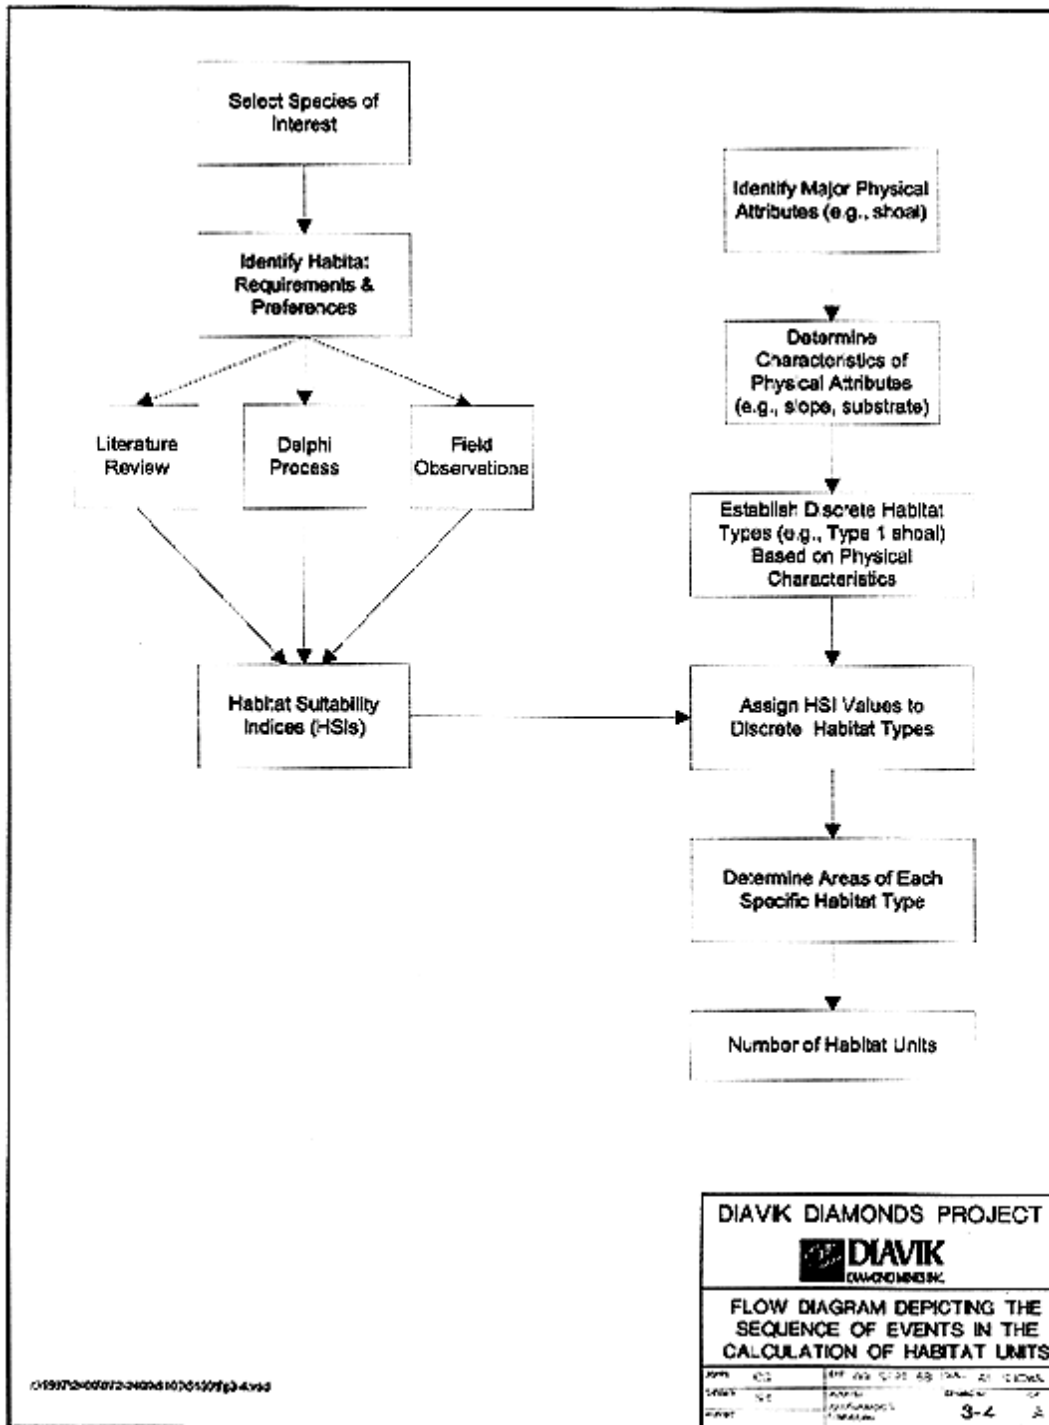 Select Species of
Interest
Identify Habitat
Requirements &
Preferences
Literature
Review
Delphi
Process
Field
Observations
Habitat Suitability
Indices (HSIs)
Identify Major Physical
Attributes (e.g., shoal)
Determine
Characteristics of
Physical Attributes
(e.g., slope, substrate)
Establish Discrete Habitat
Types (e.g., Type 1 shoal)
Based on Physical
Characteristics
Assign HSI Values to
Discrete Habitat Types
Determine Areas of Each
Specific Habitat Type
Number of Habitat Units
DIAVIK DIAMONDS PROJECT
DIAVIK
DIAMOND MINES INC.
FLOW DIAGRAM DEPICTING THE
SEQUENCE OF EVENTS IN THE
CALCULATION OF HABITAT UNITS
3-4